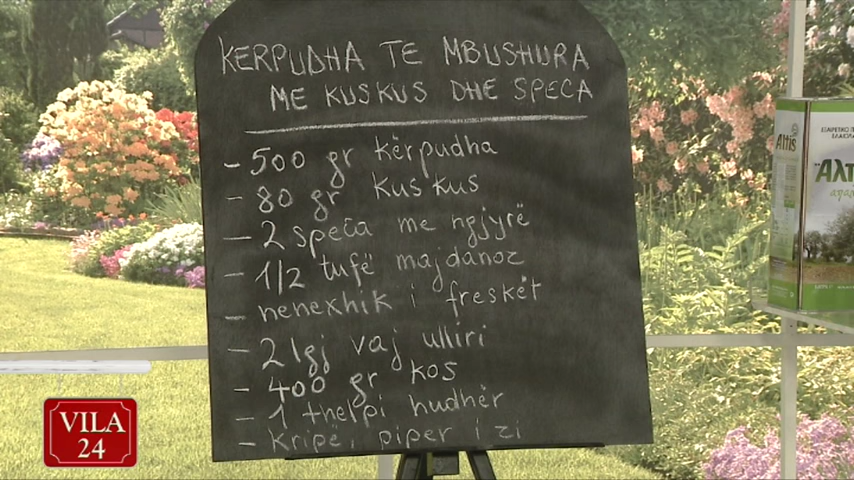 KERPUDHA TE MBUSHURA
ME KUSKUS DHE SPECA
- 500 gr kërpudha
- 80 gr kuskus
- 2 speca me ngjyrë
- 1/2 tufë majdanoz
- nenexhik i freskët
- 2 lgj vaj ulliri
- 400 gr kos
- 1 thelpi hudhër
- kripë, piper i zi
Altis
VILA
24